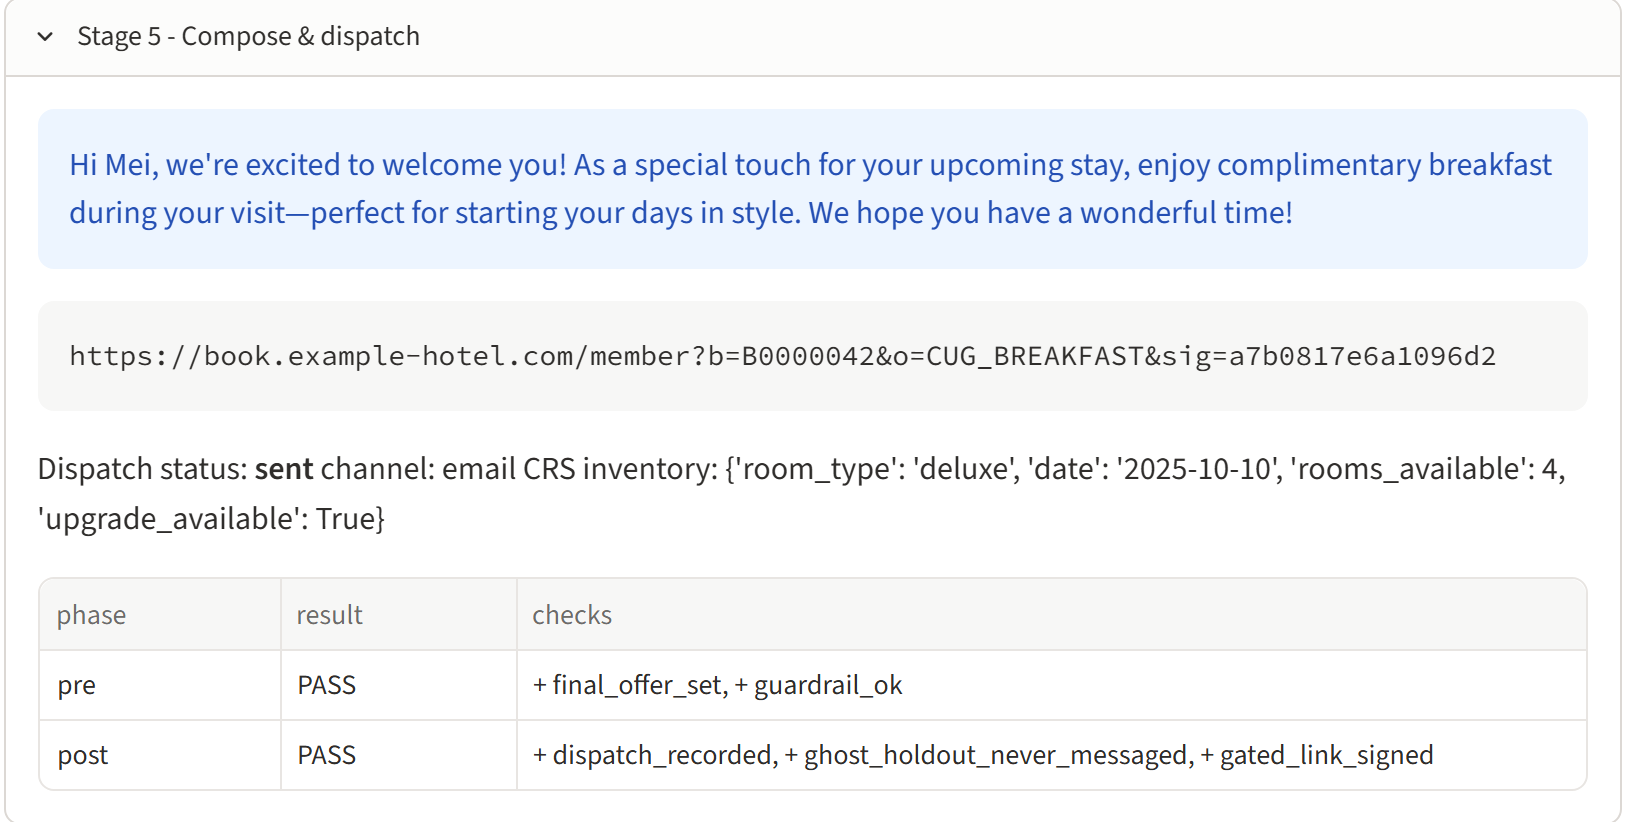 Stage 5 - Compose & dispatch
Hi Mei, we're excited to welcome you! As a special touch for your upcoming stay, enjoy complimentary breakfast
during your visit—perfect for starting your days in style. We hope you have a wonderful time!
https://book.example-hotel.com/member?b=B0000042&o=CUG_BREAKFAST&sig=a7b0817e6a1096d2
Dispatch status: sent channel: email CRS inventory: {'room_type': 'deluxe', 'date': '2025-10-10', 'rooms_available': 4,
'upgrade_available': True}
phase result checks
pre PASS + final_offer_set, + guardrail_ok
post PASS + dispatch_recorded, + ghost_holdout_never_messaged, + gated_link_signed